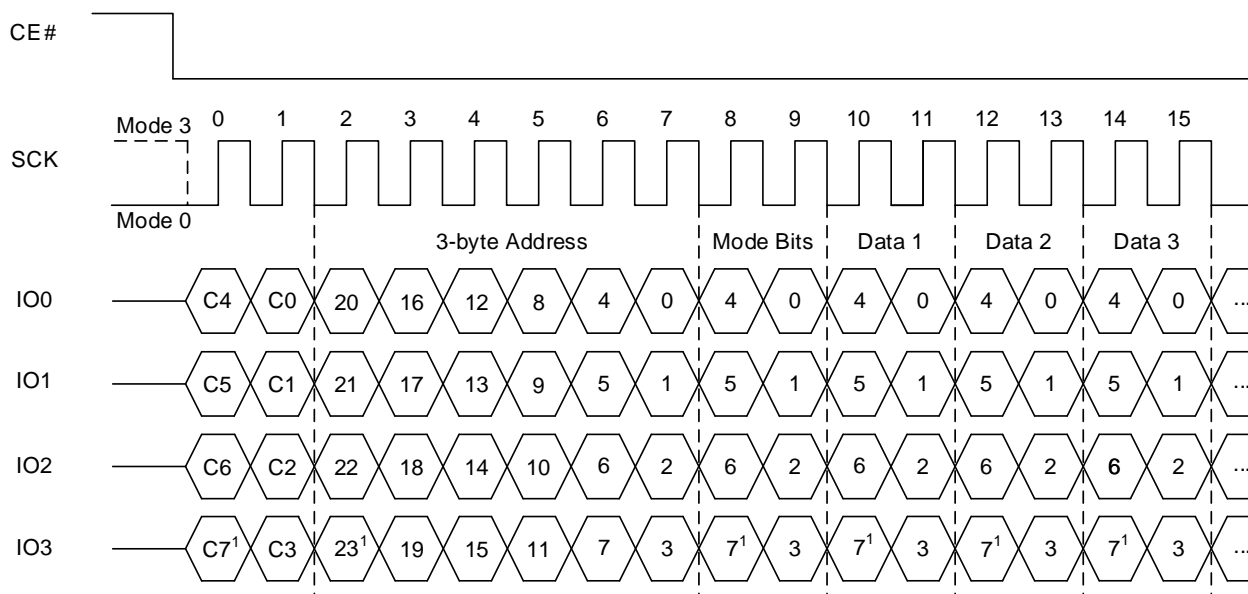 CE#
Mode 3 0 1 2 3 4 5 6 7 8 9 10 11 12 13 14 15
SCK
Mode 0
3-byte Address Mode Bits Data 1 Data 2 Data 3
IO0 C4 C0 20 16 12 8 4 0 4 0 4 0 4 0 4 0 ...
IO1 C5 C1 21 17 13 9 5 1 5 1 5 1 5 1 5 1 ...
IO2 C6 C2 22 18 14 10 6 2 6 2 6 2 6 2 6 2 ...
IO3 C7¹ C3 23¹ 19 15 11 7 3 7¹ 3 7¹ 3 7¹ 3 7¹ 3 ...